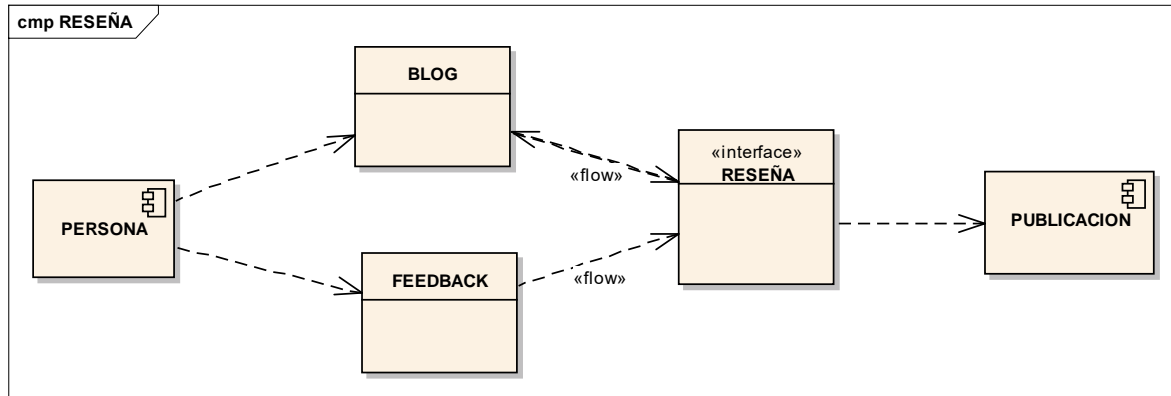 cmp RESEÑA
BLOG
«flow»
«interface»
RESEÑA
PERSONA
PUBLICACION
FEEDBACK
«flow»